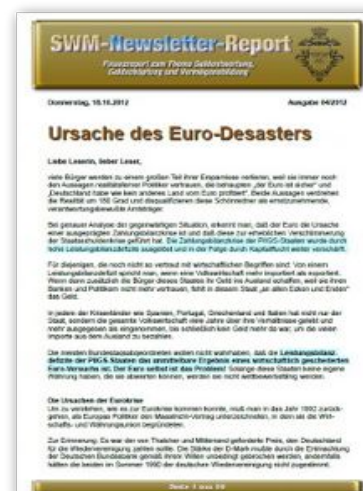 SWM-Newsletter-Report
Finanzreport zum Thema Geldentwertung,
Goldsicherung und Vermögensbildung
Donnerstag, 18.10.2012 Ausgabe 04/2012
Ursache des Euro-Desasters
Liebe Leserin, lieber Leser,
viele Bürger werden zu einem großen Teil ihrer Ersparnisse verlieren, weil sie immer noch
den Aussagen realitätsferner Politiker vertrauen, die behaupten „der Euro ist sicher" und
„Deutschland habe wie kein anderes Land vom Euro profitiert". Beide Aussagen verdrehen
die Realität um 180 Grad und disqualifizieren diese Schönredner als ernstzunehmende,
verantwortungsbewußte Amtsträger.
Bei genauer Analyse der gegenwärtigen Situation, erkennt man, daß der Euro die Ursache
einer ausgeprägten Zahlungsbilanzkrise ist und daß diese zur erheblichen Verschlimmerung
der Staatsschuldenkrise geführt hat. Die Zahlungsbilanzkrise der PIIGS-Staaten wurde durch
hohe Leistungsbilanzdefizite ausgelöst und in der Folge durch Kapitalflucht weiter verschärft.
Für diejenigen, die noch nicht so vertraut mit wirtschaftlichen Begriffen sind: Von einem
Leistungsbilanzdefizit spricht man, wenn eine Volkswirtschaft mehr importiert als exportiert.
Wenn dann zusätzlich die Bürger dieses Staates ihr Geld ins Ausland schaffen, weil sie ihren
Banken und Politikern nicht mehr vertrauen, fehlt in diesem Staat „an allen Ecken und Enden"
das Geld.
In jedem der Krisenländer wie Spanien, Portugal, Griechenland und Italien hat nicht nur der
Staat, sondern die gesamte Volkswirtschaft viele Jahre über ihre Verhältnisse gelebt und
mehr ausgegeben als eingenommen, bis schließlich kein Geld mehr da war, um die vielen
Importe aus dem Ausland zu bezahlen.
Die meisten Bundestagsabgeordneten wollen nicht wahrhaben, daß die Leistungsbilanz-
defizite der PIIGS-Staaten das unmittelbare Ergebnis eines wirtschaftlich gescheiterten
Euro-Versuchs ist. Der Euro selbst ist das Problem! Solange diese Staaten keine eigene
Währung haben, die sie abwerten können, werden sie nicht wettbewerbsfähig werden.
Die Ursachen der Eurokrise
Um zu verstehen, wie es zur Eurokrise kommen konnte, muß man in das Jahr 1992 zurück-
gehen, als Europas Politiker den Maastricht-Vertrag unterzeichneten, in dem sie die Wirt-
schafts- und Währungsunion begründeten.
Zur Erinnerung: Es war der von Thatcher und Mitterrand geforderte Preis, den Deutschland
für die Wiedervereinigung zahlen sollte. Die Stärke der D-Mark mußte durch die Entmachtung
der Deutschen Bundesbank gemäß ihrem Willen unbedingt gebrochen werden, andernfalls
hätten die beiden im Sommer 1990 der deutschen Wiedervereinigung nicht zugestimmt.